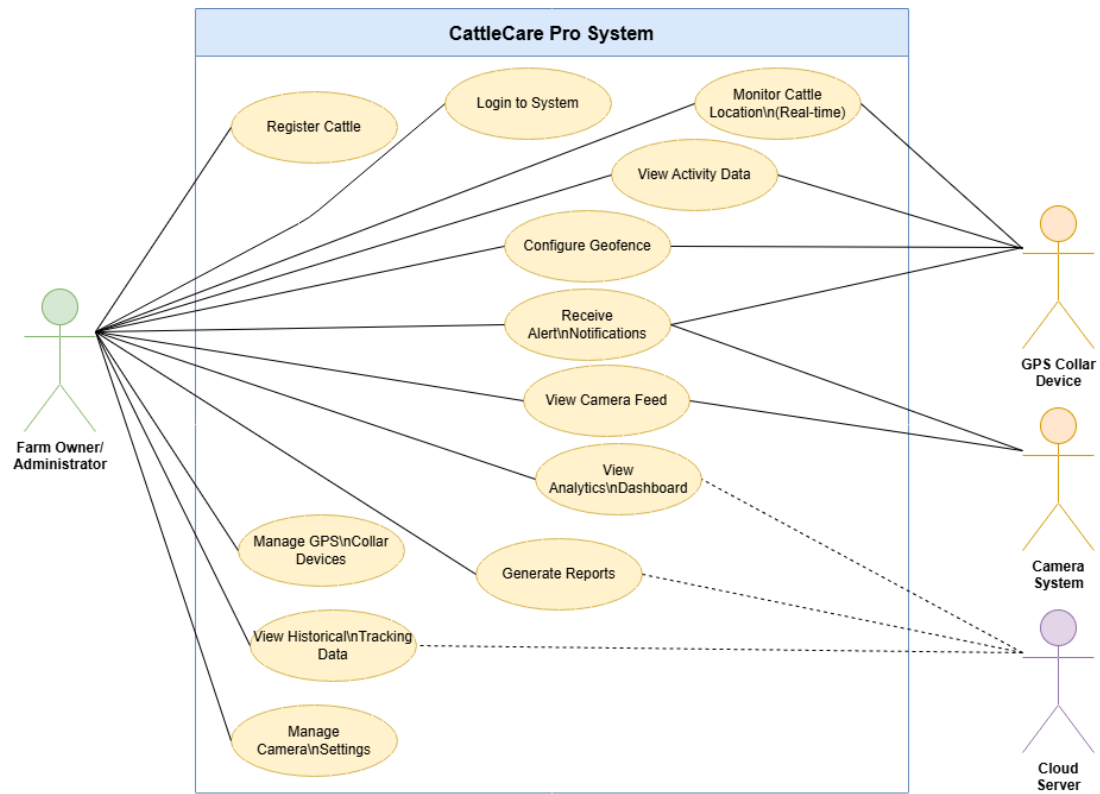 CattleCare Pro System
Login to System
Monitor Cattle
Location\n(Real-time)
Register Cattle
View Activity Data
Configure Geofence
Receive
Alert\nNotifications
GPS Collar
Device
View Camera Feed
Farm Owner/
Administrator
View
Analytics\nDashboard
Manage GPS\nCollar
Devices
Generate Reports
Camera
System
View Historical\nTracking
Data
Manage
Camera\nSettings
Cloud
Server